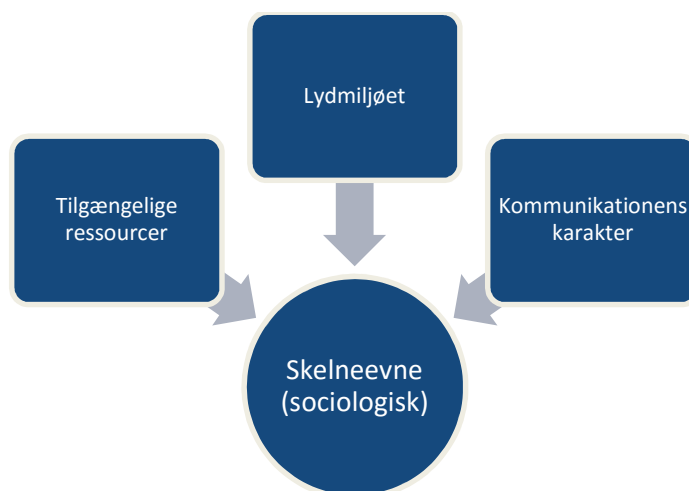 Lydmiljøet
Tilgængelige
ressourcer
Kommunikationens
karakter
Skelneevne
(sociologisk)